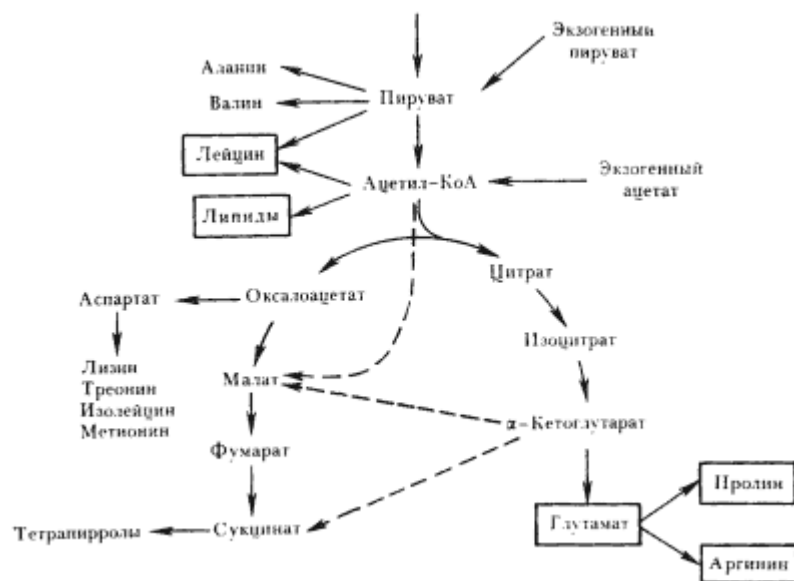 Экзогенный
пируват
Аланин
Валин
Пируват
Лейцин
Ацетил-КоА
Экзогенный
ацетат
Липиды
Цитрат
Аспартат
Оксалоацетат
Изоцитрат
Лизин
Треонин
Изолейцин
Метионин
Малат
α-Кетоглутарат
Фумарат
Пролин
Тетрапирролы
Сукцинат
Глутамат
Аргинин